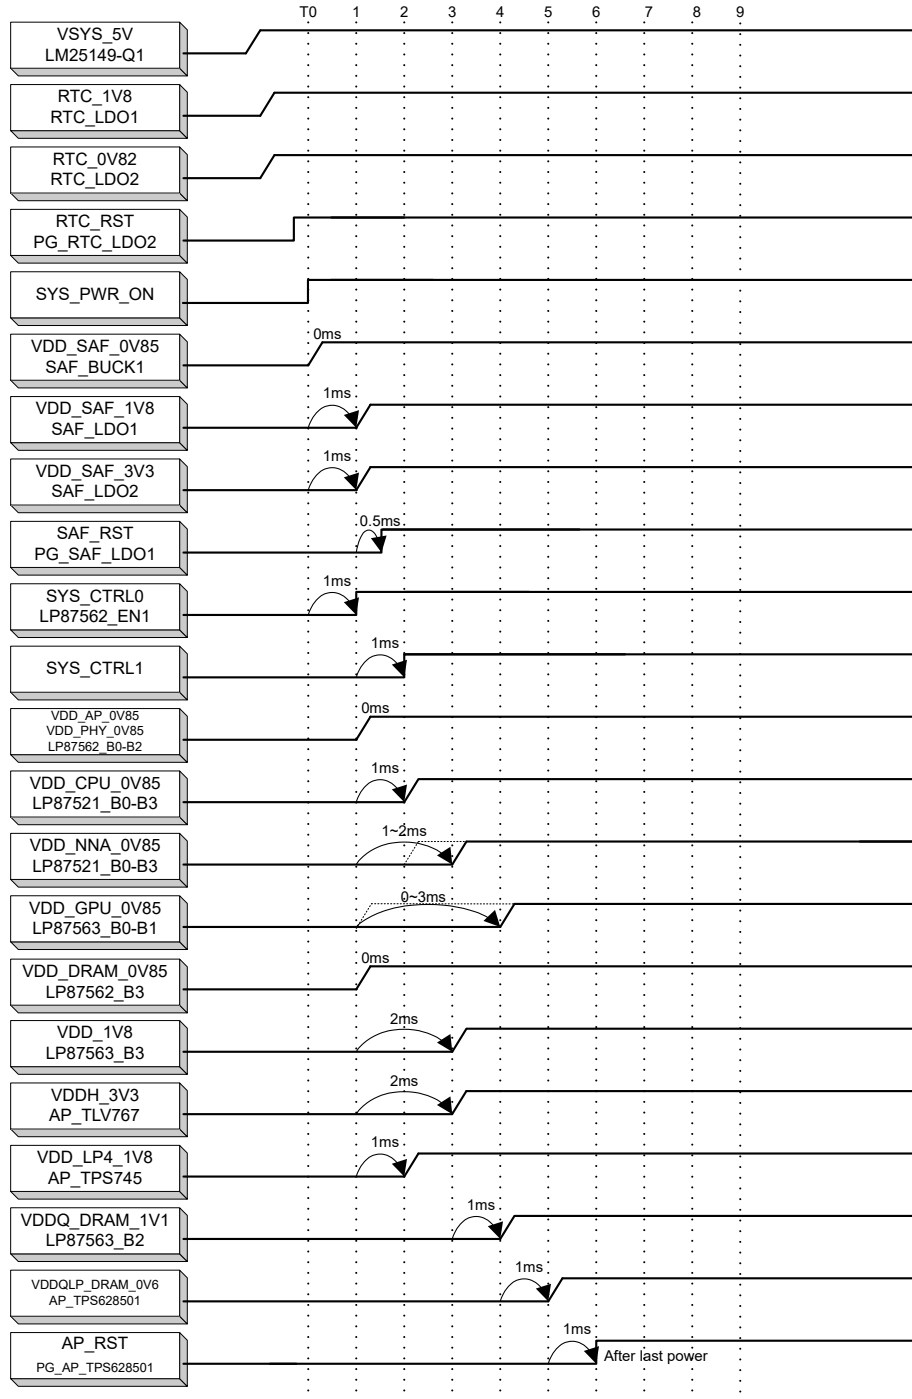 T0 1 2 3 4 5 6 7 8 9
VSYS_5V
LM25149-Q1
RTC_1V8
RTC_LDO1
RTC_0V82
RTC_LDO2
RTC_RST
PG_RTC_LDO2
SYS_PWR_ON
0ms
VDD_SAF_0V85
SAF_BUCK1
1ms
VDD_SAF_1V8
SAF_LDO1
1ms
VDD_SAF_3V3
SAF_LDO2
0.5ms
SAF_RST
PG_SAF_LDO1
1ms
SYS_CTRL0
LP87562_EN1
1ms
SYS_CTRL1
0ms
VDD_AP_0V85
VDD_PHY_0V85
LP87562_B0-B2
1ms
VDD_CPU_0V85
LP87521_B0-B3
1~2ms
VDD_NNA_0V85
LP87521_B0-B3
0~3ms
VDD_GPU_0V85
LP87563_B0-B1
0ms
VDD_DRAM_0V85
LP87562_B3
2ms
VDD_1V8
LP87563_B3
2ms
VDDH_3V3
AP_TLV767
1ms
VDD_LP4_1V8
AP_TPS745
1ms
VDDQ_DRAM_1V1
LP87563_B2
1ms
VDDQLP_DRAM_0V6
AP_TPS628501
1ms
AP_RST
PG_AP_TPS628501
After last power